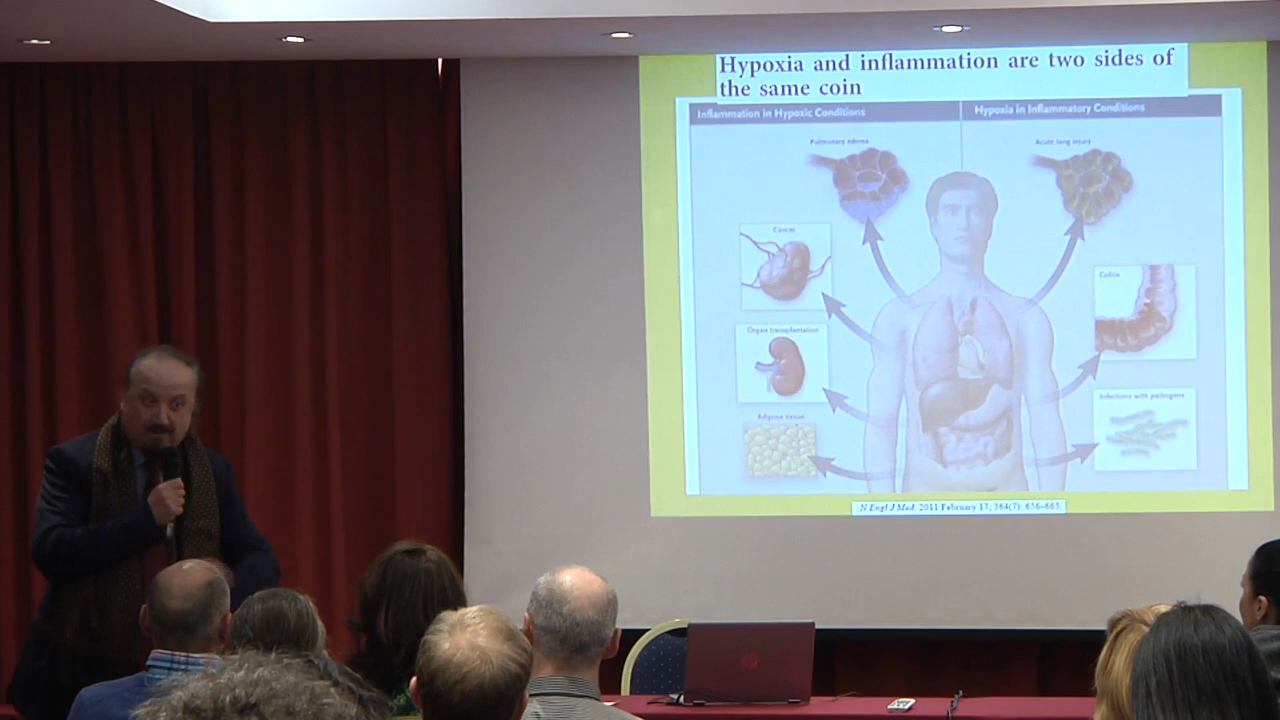 Hypoxia and inflammation are two sides of
the same coin
Inflammation in Hypoxic Conditions
Hypoxia in Inflammatory Conditions
Pulmonary edema
Acute lung injury
Cancer
Colitis
Organ transplantation
Infections with pathogens
Adipose tissue
N Engl J Med. 2011 February 17; 364(7): 656–665.